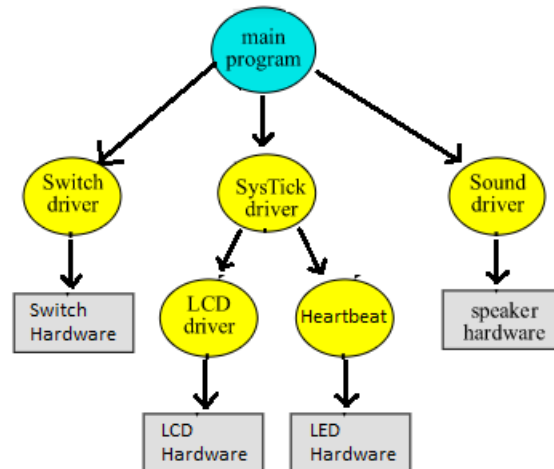 main
program
Switch
driver
SysTick
driver
Sound
driver
Switch
Hardware
LCD
driver
Heartbeat
speaker
hardware
LCD
Hardware
LED
Hardware